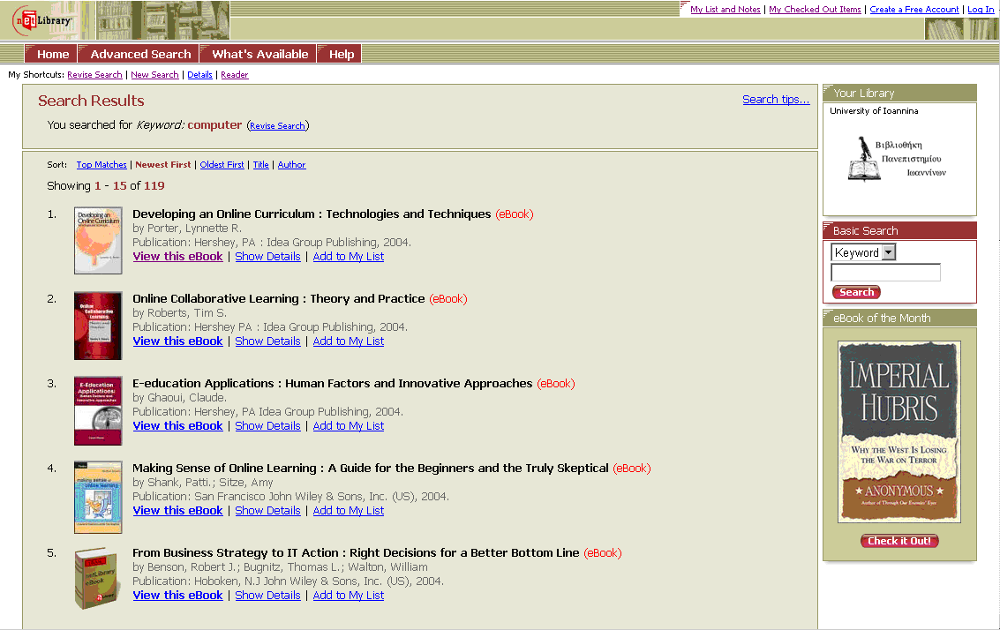 netLibrary
My List and Notes | My Checked Out Items | Create a Free Account | Log In
Home Advanced Search What's Available Help
My Shortcuts: Revise Search | New Search | Details | Reader
Search Results
Search tips...
You searched for Keyword: computer (Revise Search)
Sort: Top Matches | Newest First | Oldest First | Title | Author
Showing 1 - 15 of 119
1.
Developing an Online Curriculum
Developing an Online Curriculum : Technologies and Techniques (eBook)
by Porter, Lynnette R.
Publication: Hershey, PA : Idea Group Publishing, 2004.
View this eBook | Show Details | Add to My List
2.
Online Collaborative Learning:
Online Collaborative Learning : Theory and Practice (eBook)
by Roberts, Tim S.
Publication: Hershey PA : Idea Group Publishing, 2004.
View this eBook | Show Details | Add to My List
3.
E-Education Applications:
Human Factors and Innovative Approaches
E-education Applications : Human Factors and Innovative Approaches (eBook)
by Ghaoui, Claude.
Publication: Hershey, PA Idea Group Publishing, 2004.
View this eBook | Show Details | Add to My List
4.
making sense of online learning
Making Sense of Online Learning : A Guide for the Beginners and the Truly Skeptical (eBook)
by Shank, Patti.; Sitze, Amy
Publication: San Francisco John Wiley & Sons, Inc. (US), 2004.
View this eBook | Show Details | Add to My List
5.
netLibrary eBook
From Business Strategy to IT Action : Right Decisions for a Better Bottom Line (eBook)
by Benson, Robert J.; Bugnitz, Thomas L.; Walton, William
Publication: Hoboken, N.J John Wiley & Sons, Inc. (US), 2004.
View this eBook | Show Details | Add to My List
Your Library
University of Ioannina
Βιβλιοθήκη
Πανεπιστημίου
Ιωαννίνων
Basic Search
Keyword
Search
eBook of the Month
IMPERIAL
HUBRIS
WHY THE WEST IS LOSING
THE WAR ON TERROR
ANONYMOUS
Author of Through Our Enemies' Eyes
Check it Out!